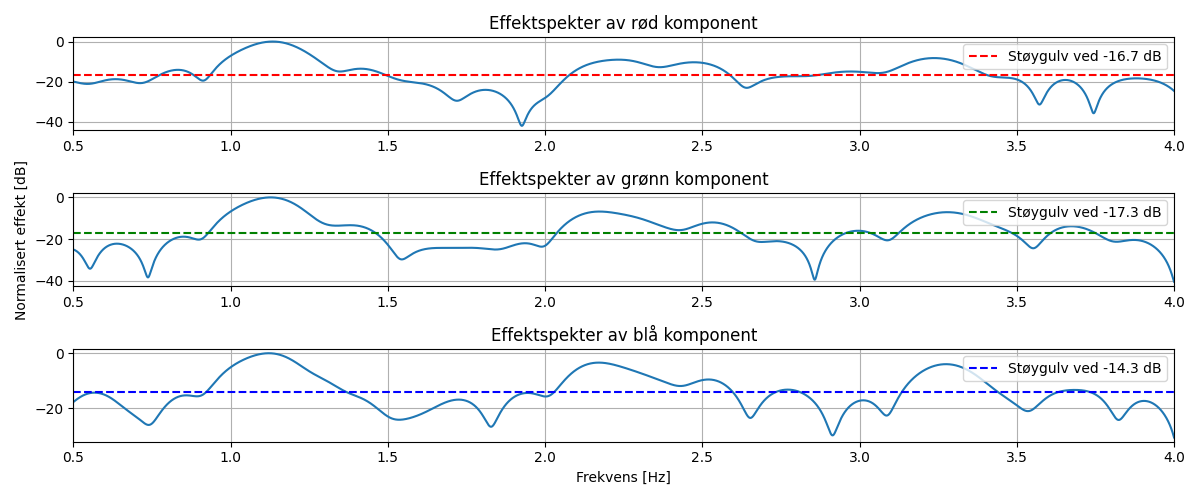 Effektspekter av rød komponent
0
−20
−40
Støygulv ved -16.7 dB
0.5 1.0 1.5 2.0 2.5 3.0 3.5 4.0
Normalisert effekt [dB]
Effektspekter av grønn komponent
0
−20
−40
Støygulv ved -17.3 dB
0.5 1.0 1.5 2.0 2.5 3.0 3.5 4.0
Effektspekter av blå komponent
0
−20
Støygulv ved -14.3 dB
0.5 1.0 1.5 2.0 2.5 3.0 3.5 4.0
Frekvens [Hz]